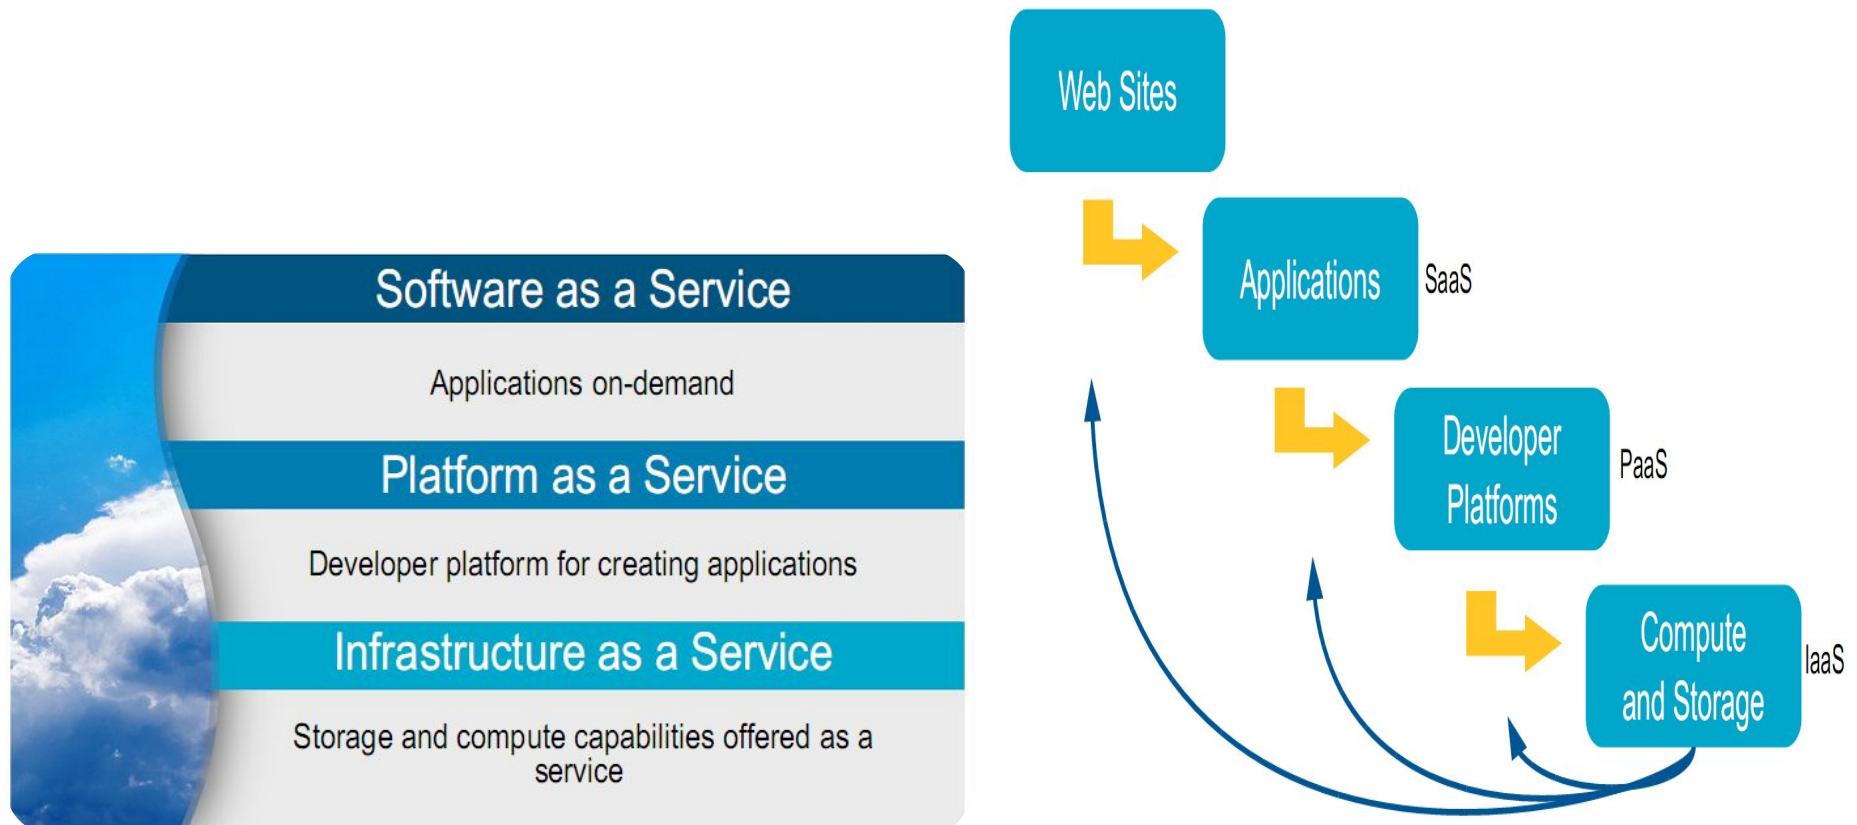 Software as a Service
Applications on-demand
Platform as a Service
Developer platform for creating applications
Infrastructure as a Service
Storage and compute capabilities offered as a
service
Web Sites
Applications
SaaS
Developer
Platforms
PaaS
Compute
and Storage
IaaS